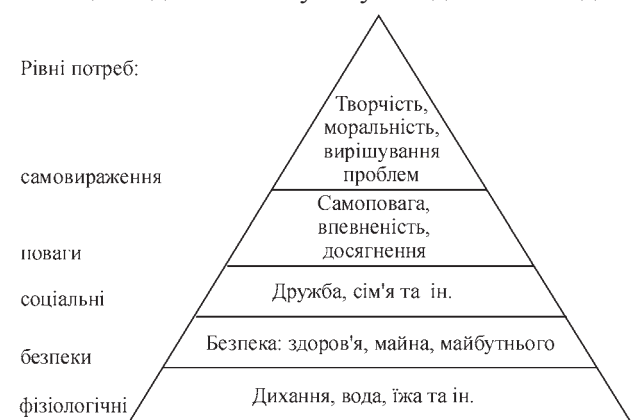 Рівні потреб:
Творчість,
моральність,
вирішування
проблем
самовираження
Самоповага,
впевненість,
досягнення
поваги
Дружба, сім'я та ін.
соціальні
Безпека: здоров'я, майна, майбутнього
безпеки
Дихання, вода, їжа та ін.
фізіологічні